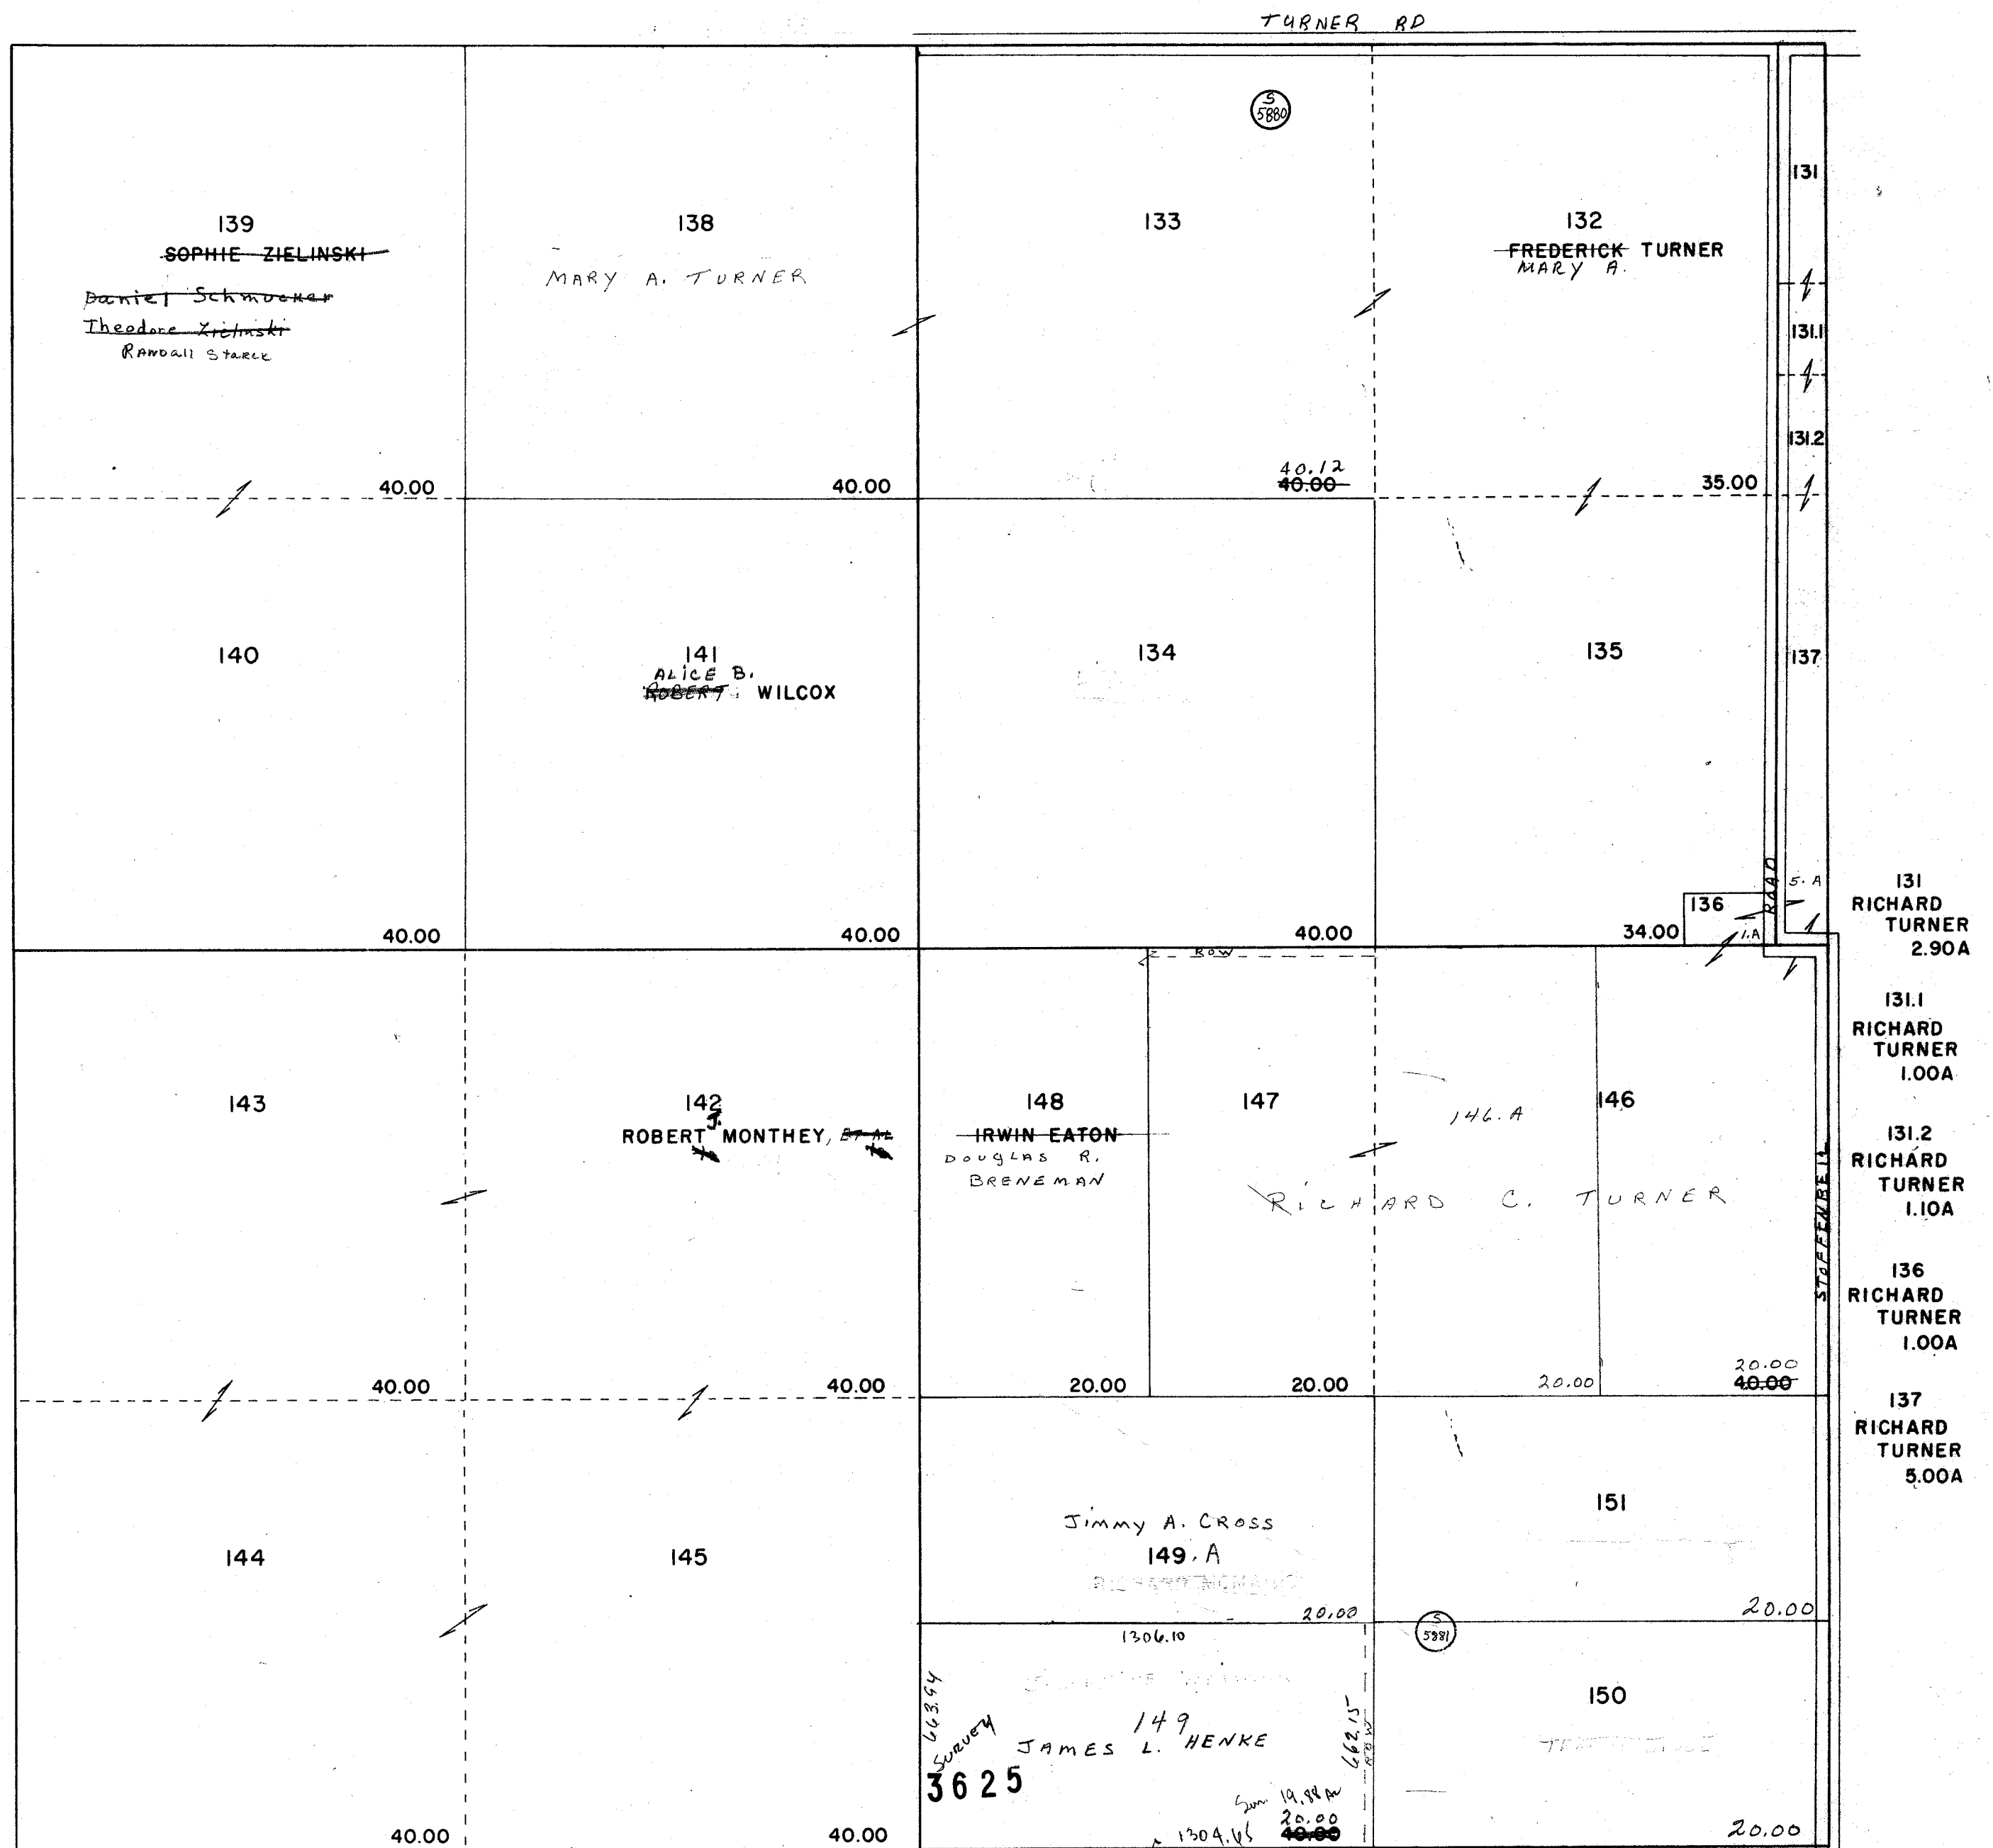 TURNER RD
S
5880
139
SOPHIE ZIELINSKI
Daniel Schmucker
Theodore Zielinski
RANDall Starck
40.00
138
MARY A. TURNER
40.00
133
40.12
40.00
132
FREDERICK TURNER
MARY A.
35.00
131
131.1
131.2
140
40.00
141
ALICE B.
ROBERT WILCOX
40.00
134
40.00
135
34.00
136
1.A
ROAD
137
5.A
143
40.00
142
ROBERT J. MONTHEY, ET AL
40.00
ROW
148
IRWIN EATON
DOUGLAS R.
BRENEMAN
20.00
147
20.00
146.A
20.00
146
RICHARD C. TURNER
20.00
40.00
STOFFENBEIL
144
40.00
145
40.00
Jimmy A. CROSS
149.A
20.00
151
20.00
S
5881
1306.10
663.94
SURVEY
3625
149
JAMES L. HENKE
662.15
ROW
Sur. 19.88 Ac
20.00
40.00
1304.65
150
20.00
131
RICHARD
TURNER
2.90A
131.1
RICHARD
TURNER
1.00A
131.2
RICHARD
TURNER
1.10A
136
RICHARD
TURNER
1.00A
137
RICHARD
TURNER
5.00A